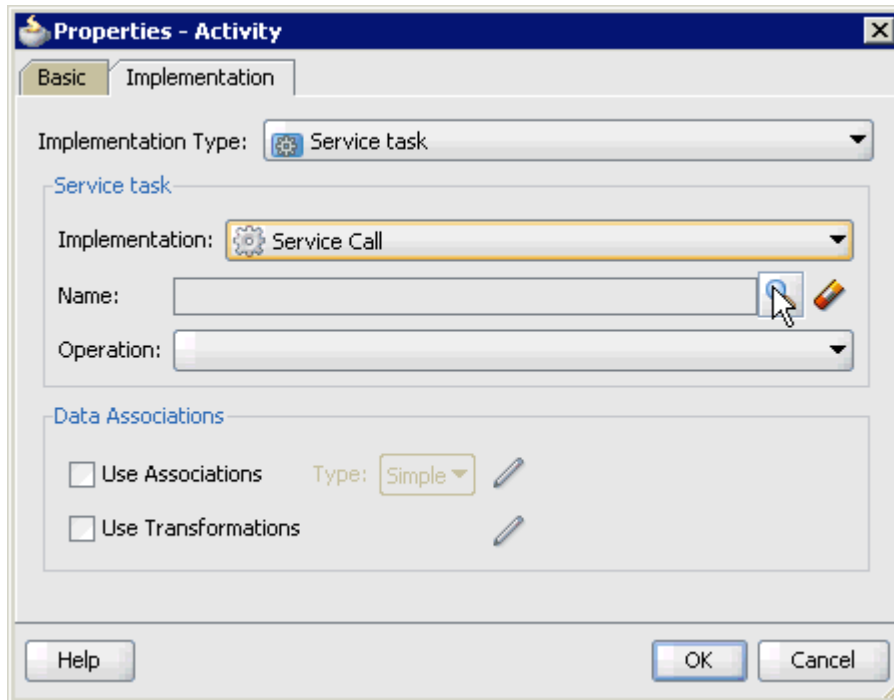 Properties - Activity
Basic Implementation
Implementation Type: Service task
Service task
Implementation: Service Call
Name:
Operation:
Data Associations
Use Associations Type: Simple
Use Transformations
Help OK Cancel